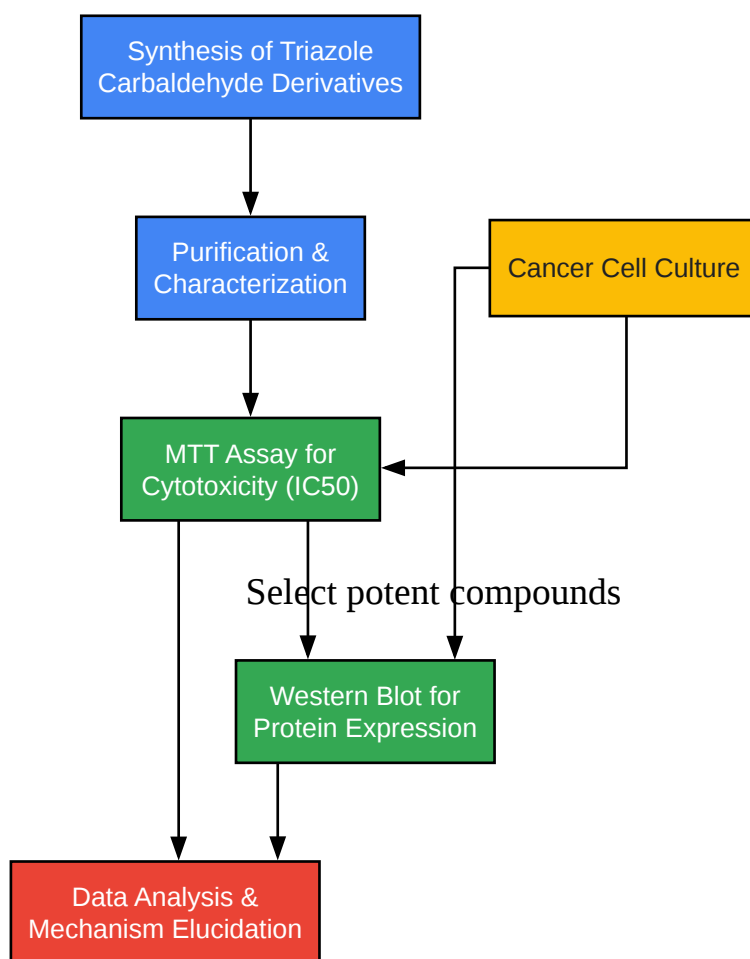 Synthesis of Triazole
Carbaldehyde Derivatives
Purification &
Characterization
Cancer Cell Culture
MTT Assay for
Cytotoxicity (IC50)
Select potent compounds
Western Blot for
Protein Expression
Data Analysis &
Mechanism Elucidation